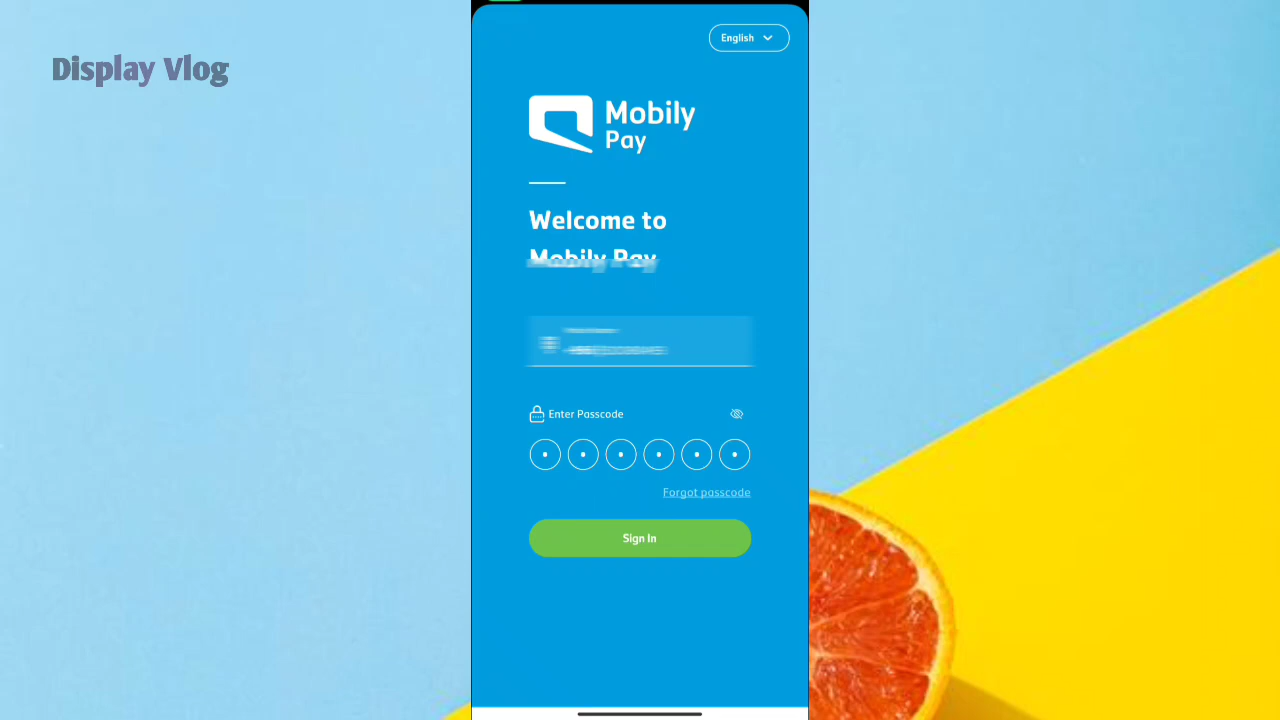 Display Vlog
English
Mobily
Pay
Welcome to
Mobily Pay
Enter Passcode
Forgot passcode
Sign In